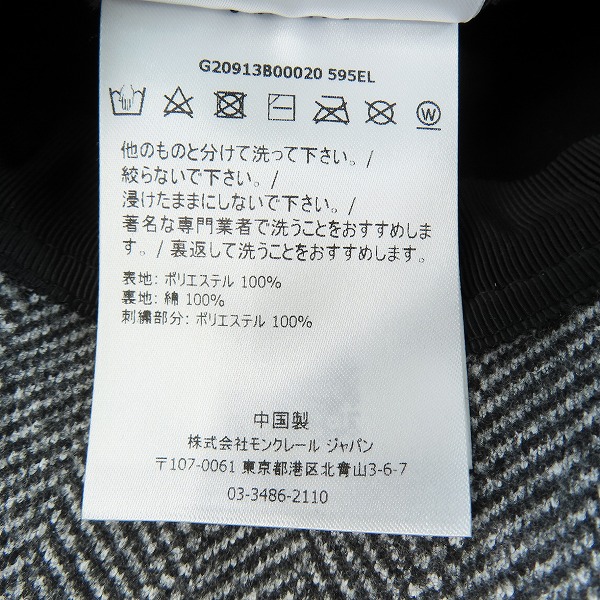 G20913B00020 595EL
W
他のものと分けて洗って下さい。/
絞らないで下さい。/
浸けたままにしないで下さい。/
著名な専門業者で洗うことをおすすめしま
す。/ 裏返して洗うことをおすすめします。
表地: ポリエステル 100%
裏地: 綿 100%
刺繍部分: ポリエステル 100%
中国製
株式会社モンクレール ジャパン
〒107-0061 東京都港区北青山3-6-7
03-3486-2110